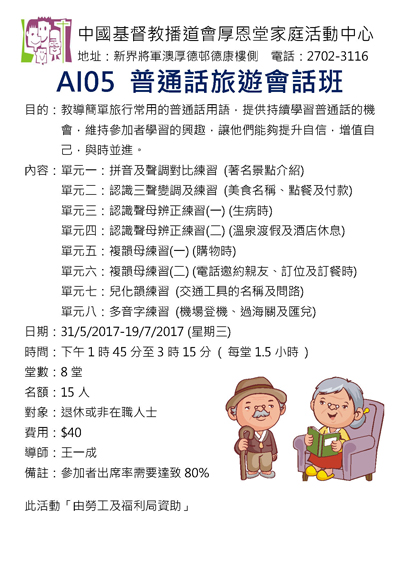 中國基督教播道會厚恩堂家庭活動中心
地址：新界將軍澳厚德邨德康樓側　電話：2702-3116
AI05 普通話旅遊會話班
目的：教導簡單旅行常用的普通話用語，提供持續學習普通話的機
會，維持參加者學習的興趣，讓他們能夠提升自信，增值自
己，與時並進。
內容：單元一：拼音及聲調對比練習 (著名景點介紹)
單元二：認識三聲變調及練習 (美食名稱、點餐及付款)
單元三：認識聲母辨正練習(一) (生病時)
單元四：認識聲母辨正練習(二) (溫泉渡假及酒店休息)
單元五：複韻母練習(一) (購物時)
單元六：複韻母練習(二) (電話邀約親友、訂位及訂餐時)
單元七：兒化韻練習 (交通工具的名稱及問路)
單元八：多音字練習 (機場登機、過海關及匯兌)
日期：31/5/2017-19/7/2017 (星期三)
時間：下午 1 時 45 分至 3 時 15 分 ( 每堂 1.5 小時 )
堂數：8 堂
名額：15 人
對象：退休或非在職人士
費用：$40
導師：王一成
備註：參加者出席率需要達致 80%
此活動「由勞工及福利局資助」